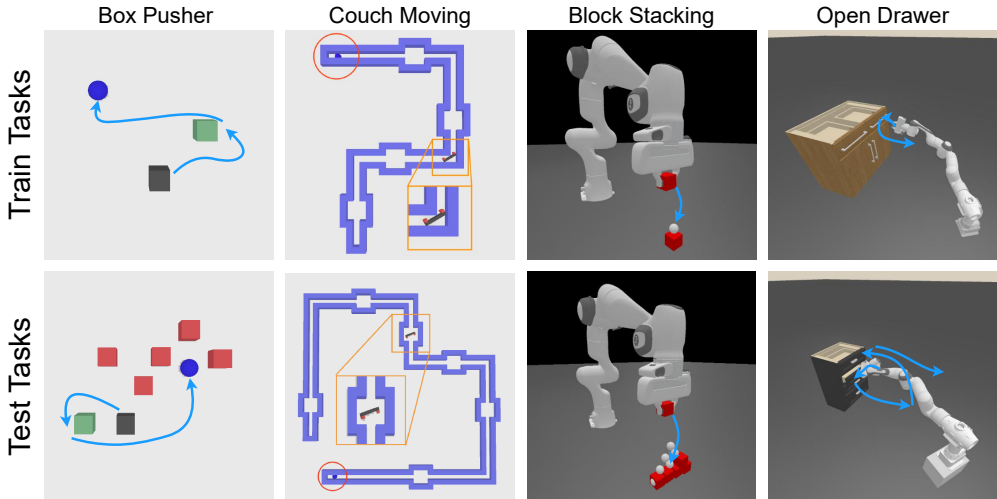 Box Pusher
Couch Moving
Block Stacking
Open Drawer
Train Tasks
Test Tasks